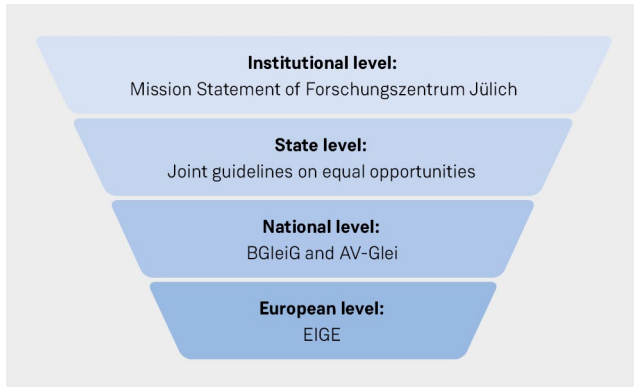 Institutional level:
Mission Statement of Forschungszentrum Jülich
State level:
Joint guidelines on equal opportunities
National level:
BGleiG and AV-Glei
European level:
EIGE